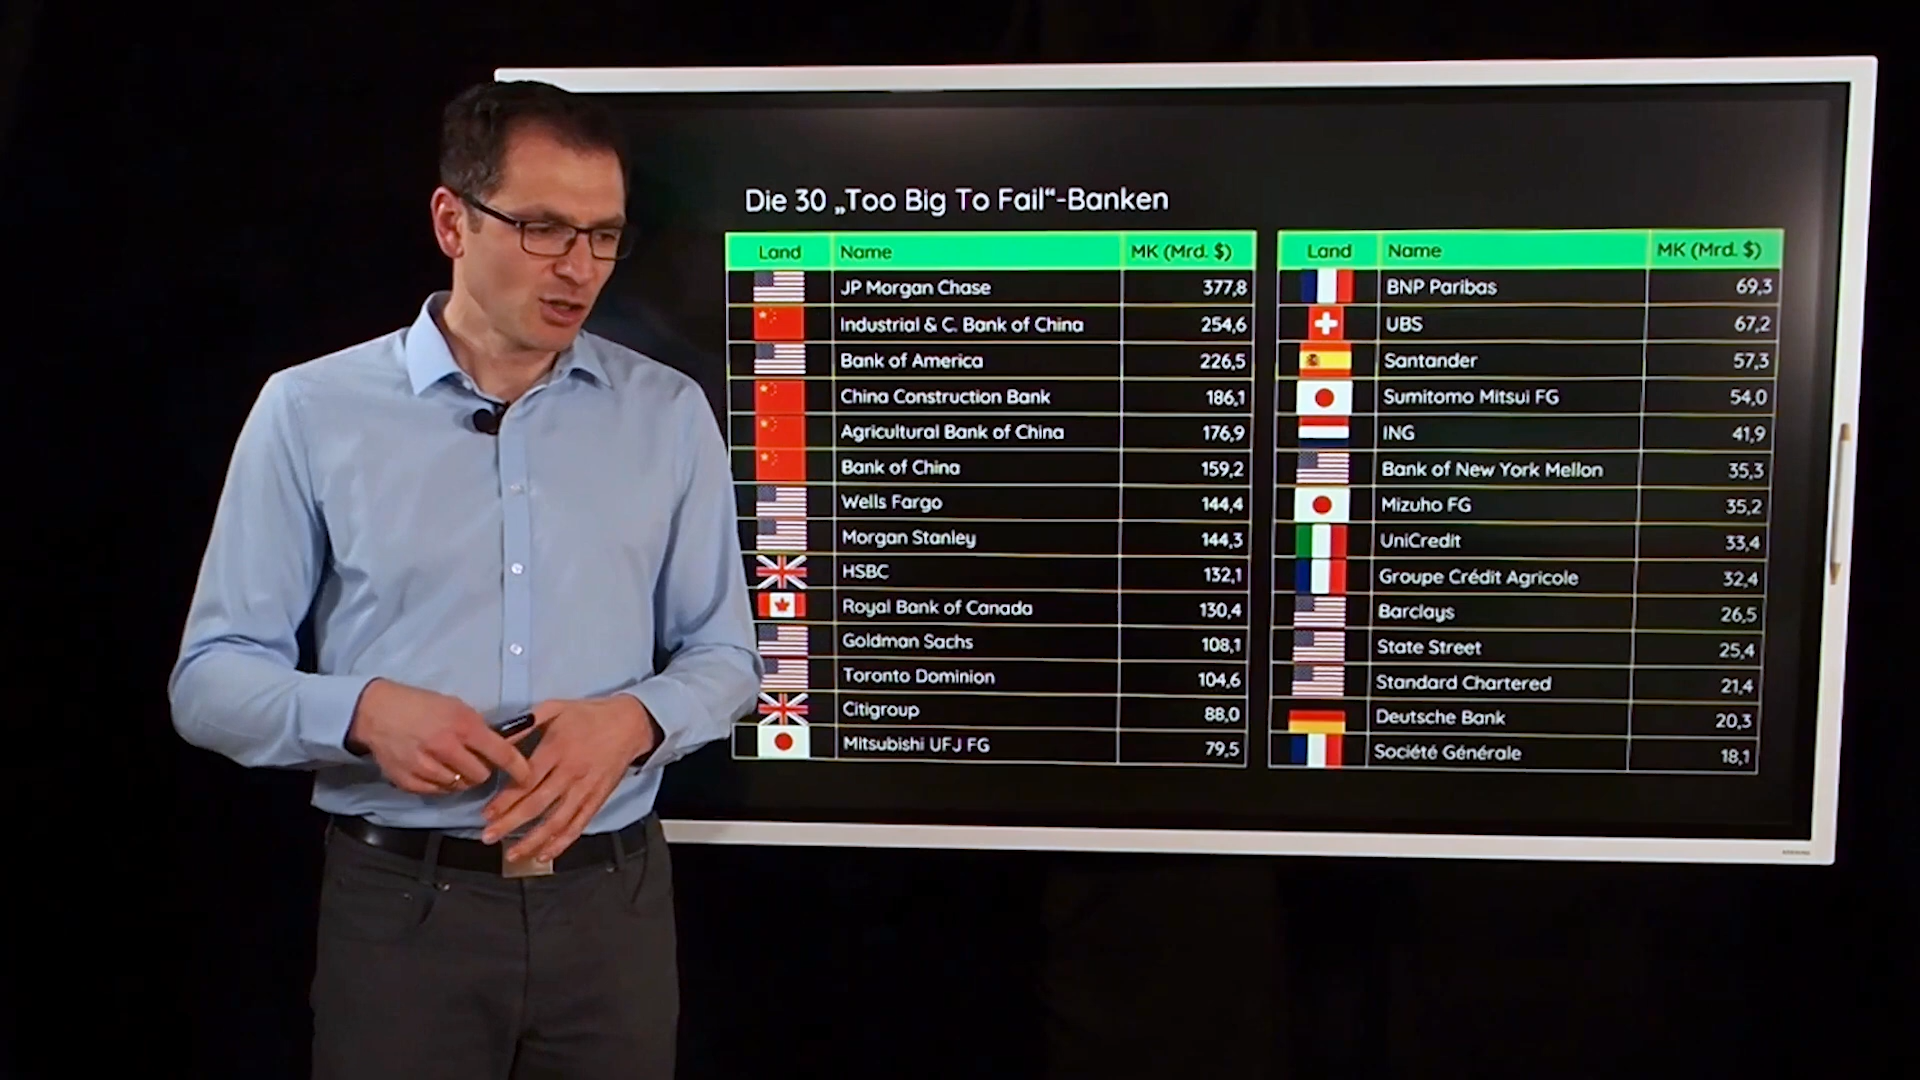 Die 30 „Too Big To Fail“-Banken
Land Name MK (Mrd. $)
JP Morgan Chase 377,8
Industrial & C. Bank of China 254,6
Bank of America 226,5
China Construction Bank 186,1
Agricultural Bank of China 176,9
Bank of China 159,2
Wells Fargo 144,4
Morgan Stanley 144,3
HSBC 132,1
Royal Bank of Canada 130,4
Goldman Sachs 108,1
Toronto Dominion 104,6
Citigroup 88,0
Mitsubishi UFJ FG 79,5
Land Name MK (Mrd. $)
BNP Paribas 69,3
UBS 67,2
Santander 57,3
Sumitomo Mitsui FG 54,0
ING 41,9
Bank of New York Mellon 35,3
Mizuho FG 35,2
UniCredit 33,4
Groupe Crédit Agricole 32,4
Barclays 26,5
State Street 25,4
Standard Chartered 21,4
Deutsche Bank 20,3
Société Générale 18,1